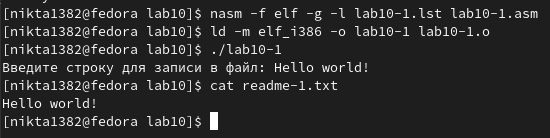 [nikta1382@fedora lab10]$ nasm -f elf -g -l lab10-1.lst lab10-1.asm
[nikta1382@fedora lab10]$ ld -m elf_i386 -o lab10-1 lab10-1.o
[nikta1382@fedora lab10]$ ./lab10-1
Введите строку для записи в файл: Hello world!
[nikta1382@fedora lab10]$ cat readme-1.txt
Hello world!
[nikta1382@fedora lab10]$